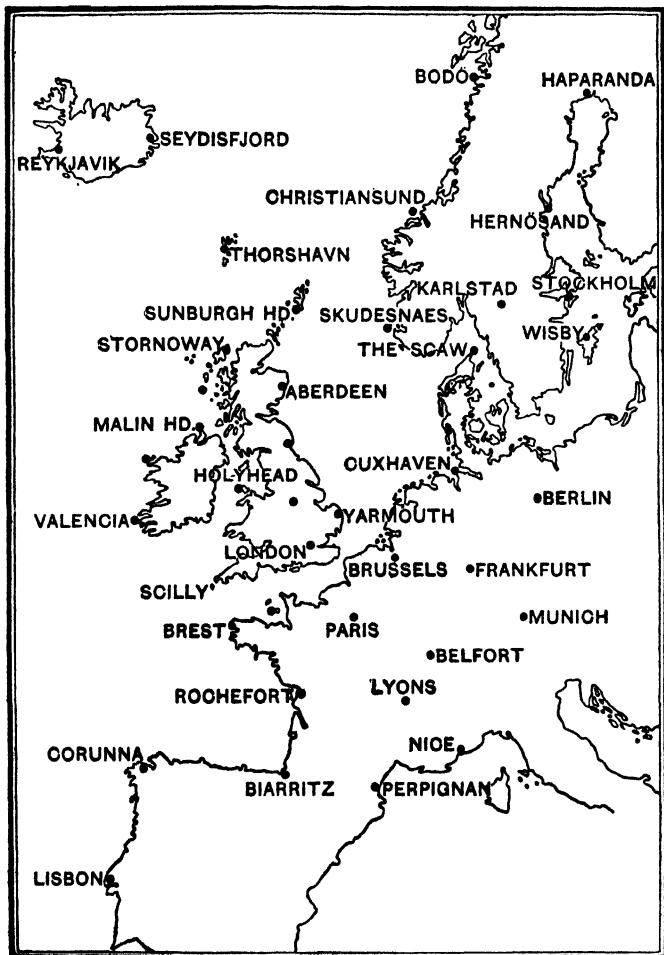 BODÖ
HAPARANDA
SEYDISFJORD
REYKJAVIK
CHRISTIANSUND
HERNÖSAND
THORSHAVN
KARLSTAD
STOCKHOLM
SUNBURGH HD.
SKUDESNAES
WISBY
STORNOWAY
THE SCAW
ABERDEEN
MALIN HD.
CUXHAVEN
HOLYHEAD
BERLIN
VALENCIA
YARMOUTH
LONDON
BRUSSELS
FRANKFURT
SCILLY
BREST
PARIS
MUNICH
BELFORT
LYONS
ROCHEFORT
NICE
CORUNNA
BIARRITZ
PERPIGNAN
LISBON